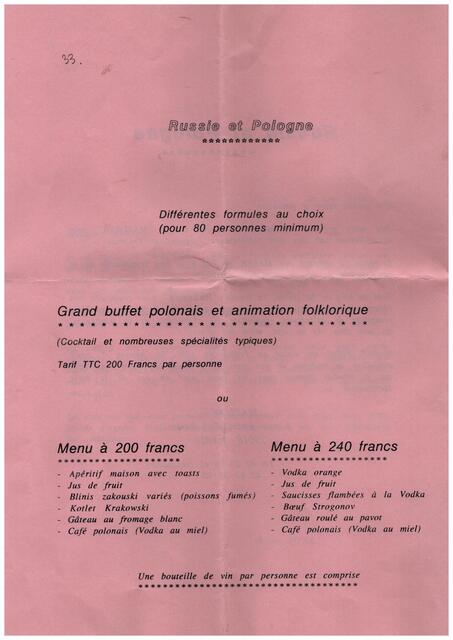 33.
Russie et Pologne
************
Différentes formules au choix
(pour 80 personnes minimum)
Grand buffet polonais et animation folklorique
* * * * * * * * * * * * * * * * * * * * * * * * * * * * * * *
(Cocktail et nombreuses spécialités typiques)
Tarif TTC 200 Francs par personne
ou
Menu à 200 francs
********************
- Apéritif maison avec toasts
- Jus de fruit
- Blinis zakouski variés (poissons fumés)
- Kotlet Krakowski
- Gâteau au fromage blanc
- Café polonais (Vodka au miel)
Menu à 240 francs
********************
- Vodka orange
- Jus de fruit
- Saucisses flambées à la Vodka
- Bœuf Strogonov
- Gâteau roulé au pavot
- Café polonais (Vodka au miel)
Une bouteille de vin par personne est comprise
************************************